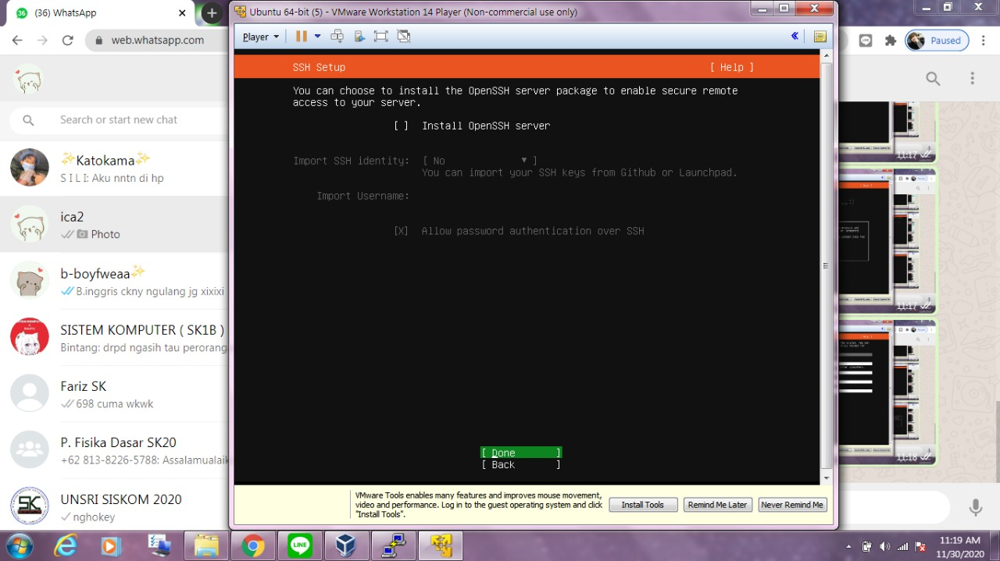 36
(36) WhatsApp
web.whatsapp.com
Paused
Search or start new chat
✨Katokama✨
S I L I: Aku nntn di hp
ica2
Photo
b-boyfweaa✨
B.inggris ckny ngulang jg xixixi
SISTEM KOMPUTER ( SK1B )
Bintang: drpd ngasih tau perorang
Fariz SK
698 cuma wkwk
P. Fisika Dasar SK20
+62 813-8226-5788: Assalamualaik
UNSRI SISKOM 2020
nghokey
Ubuntu 64-bit (5) - VMware Workstation 14 Player (Non-commercial use only)
Player
SSH Setup
[ Help ]
You can choose to install the OpenSSH server package to enable secure remote
access to your server.
[ ] Install OpenSSH server
Import SSH identity: [ No ▼ ]
You can import your SSH keys from Github or Launchpad.
Import Username:
[X] Allow password authentication over SSH
[ Done ]
[ Back ]
VMware Tools enables many features and improves mouse movement,
video and performance. Log in to the guest operating system and click
"Install Tools".
Install Tools
Remind Me Later
Never Remind Me
11:17
11:17
11:18
LINE
11:19 AM
11/30/2020